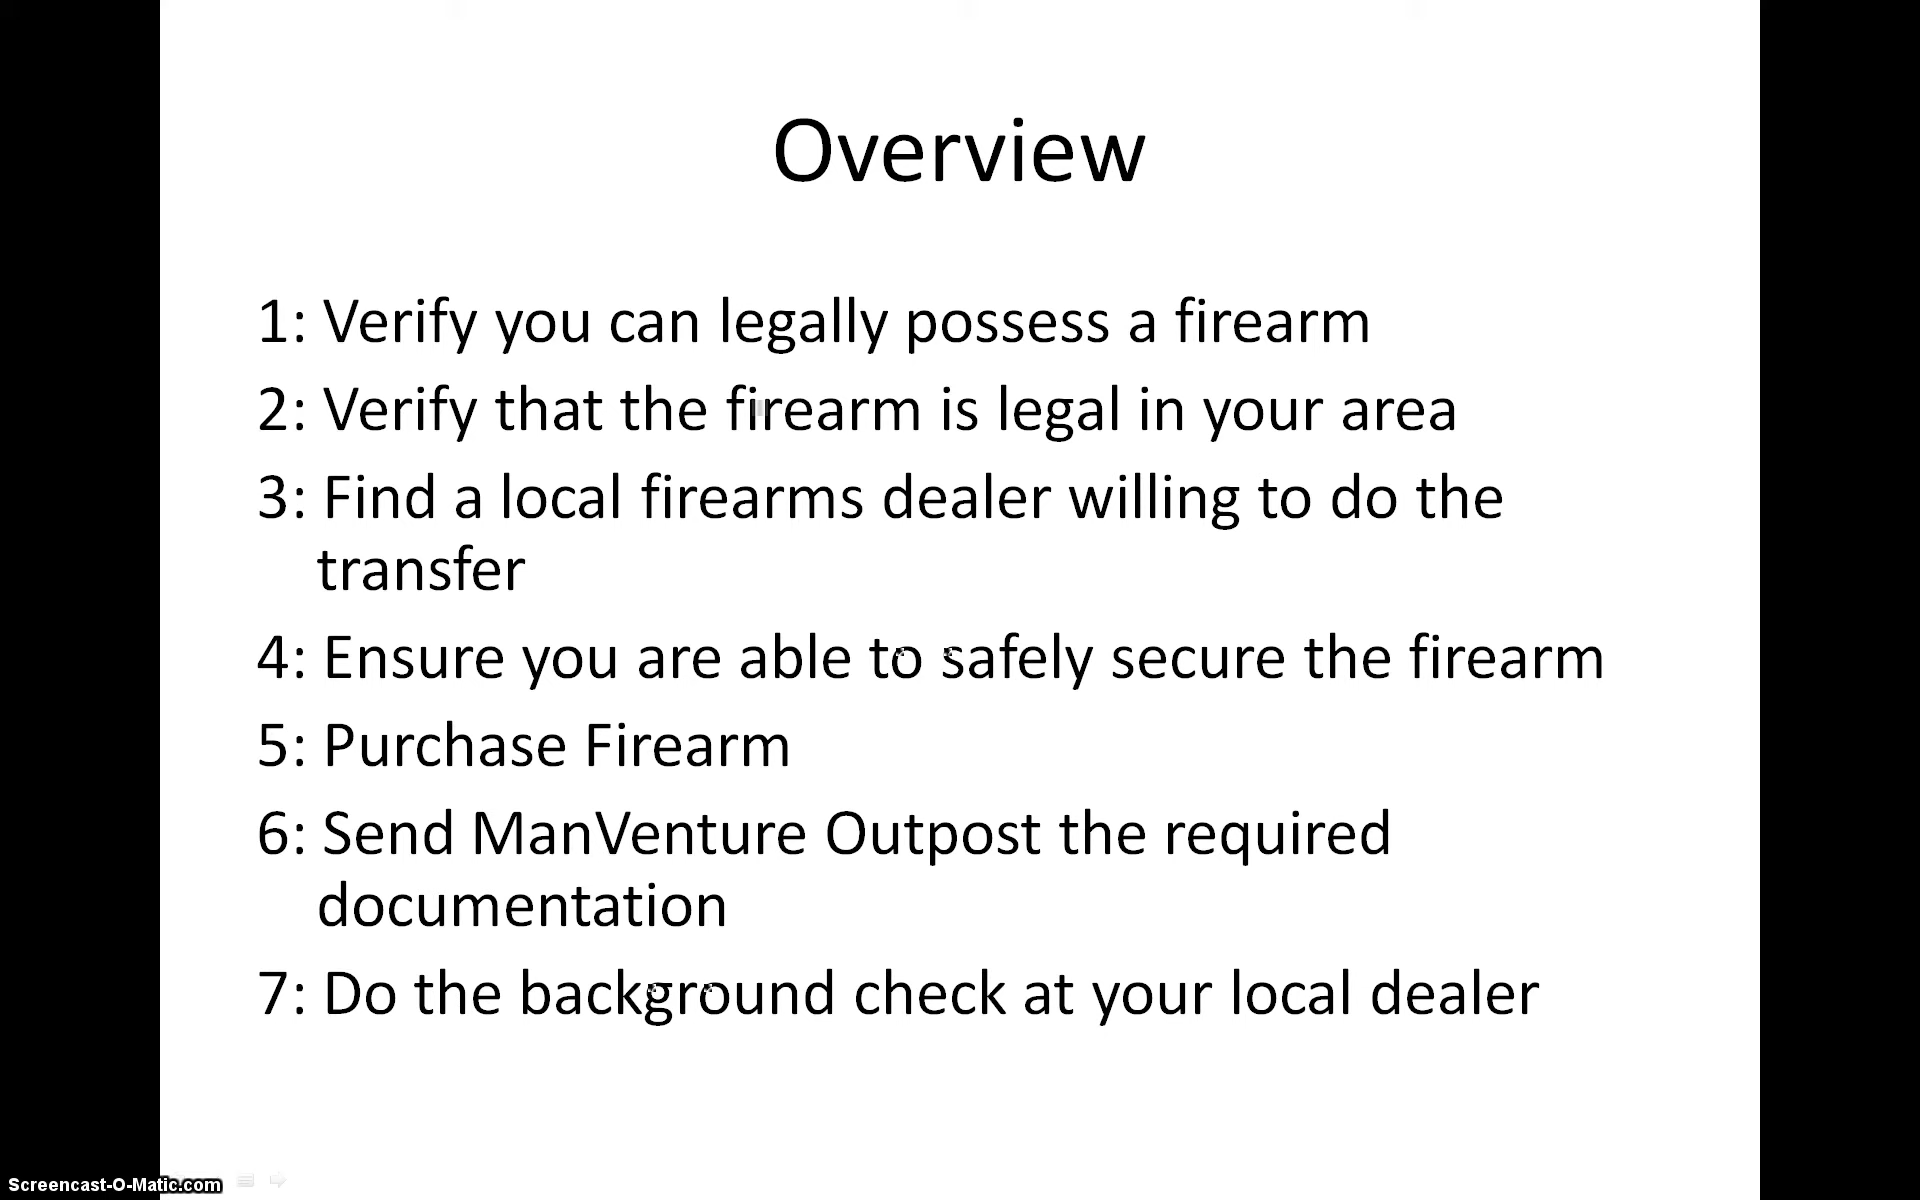 Overview
1: Verify you can legally possess a firearm
2: Verify that the firearm is legal in your area
3: Find a local firearms dealer willing to do the
transfer
4: Ensure you are able to safely secure the firearm
5: Purchase Firearm
6: Send ManVenture Outpost the required
documentation
7: Do the background check at your local dealer
Screencast-O-Matic.com